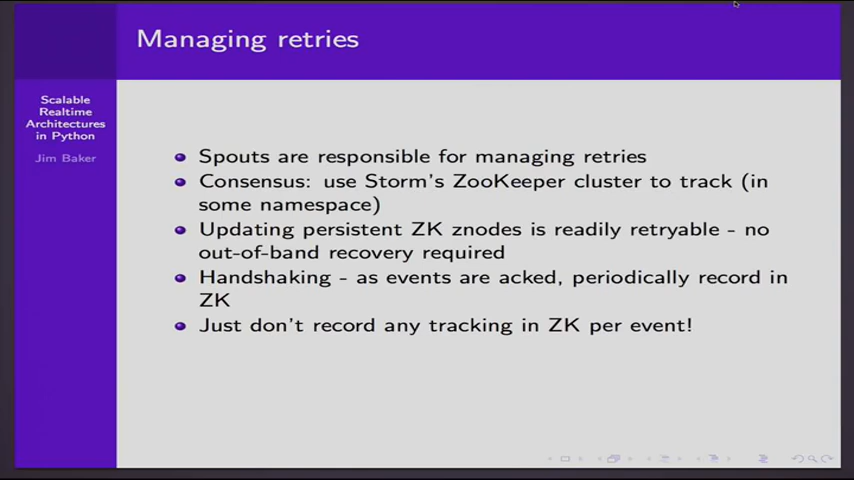 Managing retries
Scalable
Realtime
Architectures
in Python
Jim Baker
Spouts are responsible for managing retries
Consensus: use Storm's ZooKeeper cluster to track (in
some namespace)
Updating persistent ZK znodes is readily retryable - no
out-of-band recovery required
Handshaking - as events are acked, periodically record in
ZK
Just don't record any tracking in ZK per event!